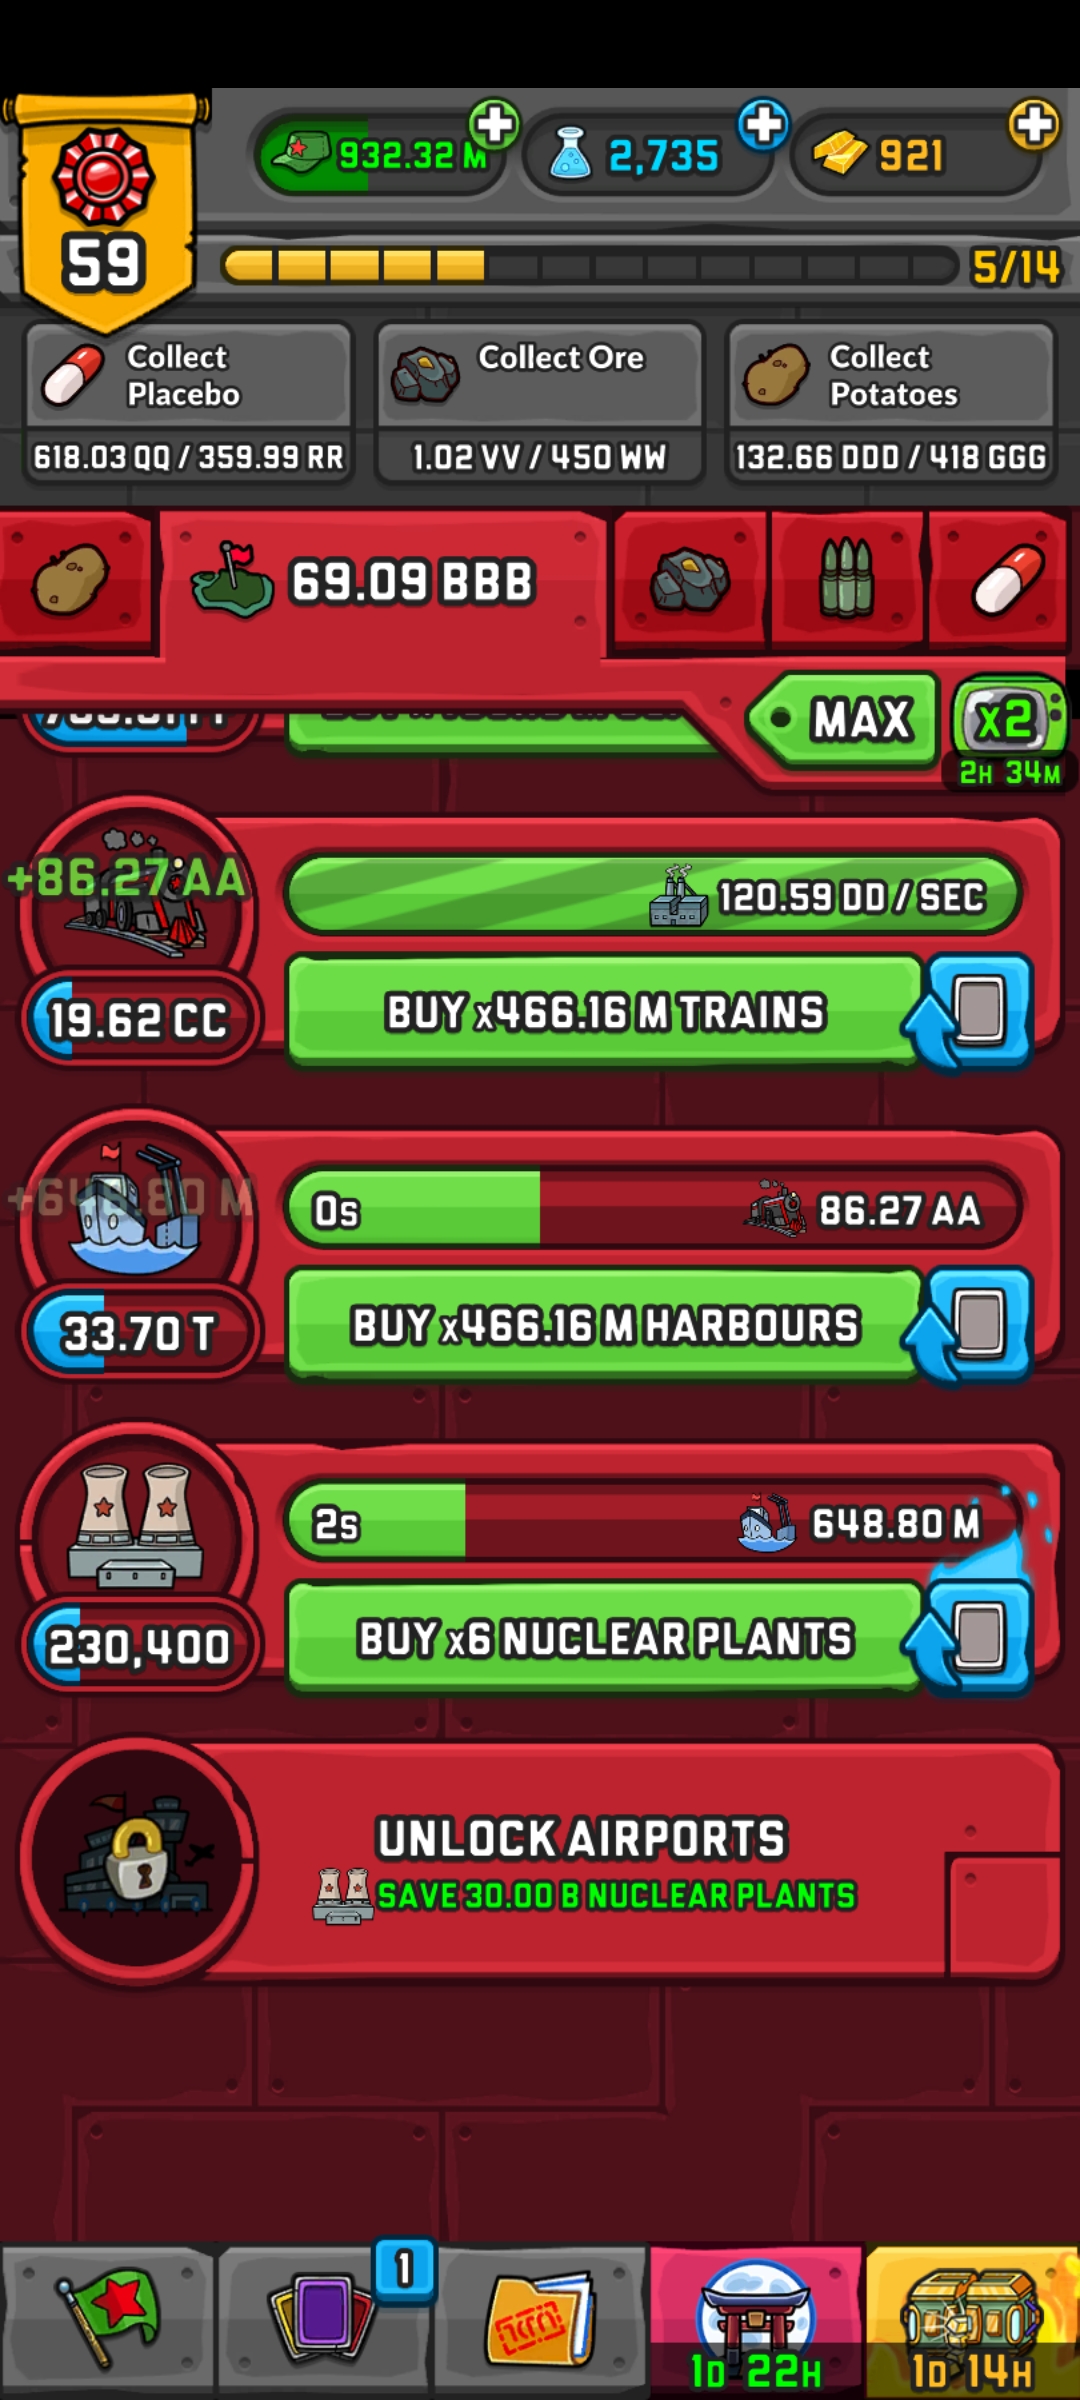 932.32 M
2,735
921
59
5/14
Collect
Placebo
618.03 QQ / 359.99 RR
Collect Ore
1.02 VV / 450 WW
Collect
Potatoes
132.66 DDD / 418 GGG
69.09 BBB
MAX
x2
2H 34M
+86.27 AA
120.59 DD / SEC
19.62 CC
BUY x466.16 M TRAINS
+648.80 M
0s
86.27 AA
33.70 T
BUY x466.16 M HARBOURS
2s
648.80 M
230,400
BUY x6 NUCLEAR PLANTS
UNLOCK AIRPORTS
SAVE 30.00 B NUCLEAR PLANTS
1
1D 22H
1D 14H